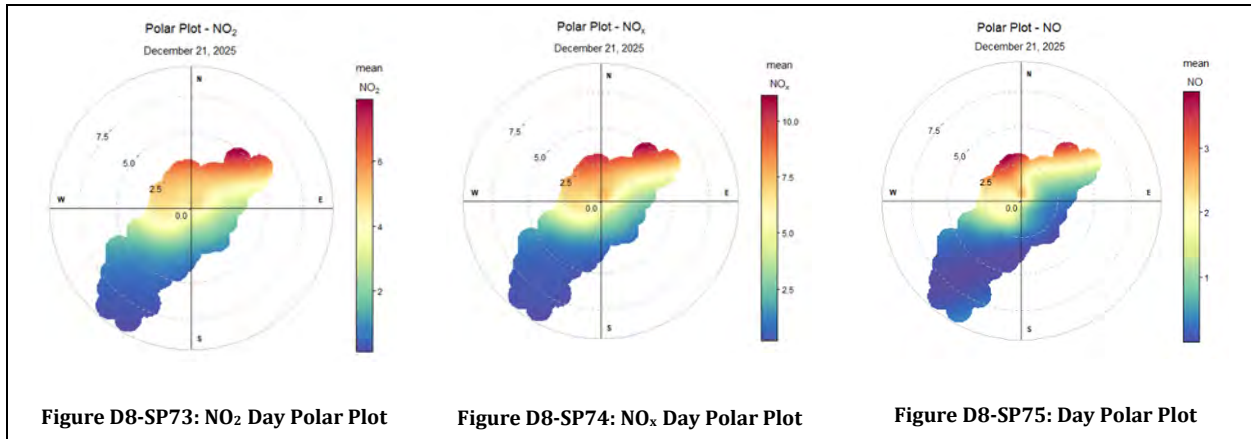 Polar Plot - NO₂
December 21, 2025
mean
NO₂
6
4
2
N
E
S
W
7.5
5.0
2.5
0.0
Figure D8-SP73: NO₂ Day Polar Plot
Polar Plot - NOₓ
December 21, 2025
mean
NOₓ
10.0
7.5
5.0
2.5
N
E
S
W
7.5
5.0
2.5
0.0
Figure D8-SP74: NOₓ Day Polar Plot
Polar Plot - NO
December 21, 2025
mean
NO
3
2
1
N
E
S
W
7.5
5.0
2.5
0.0
Figure D8-SP75: Day Polar Plot